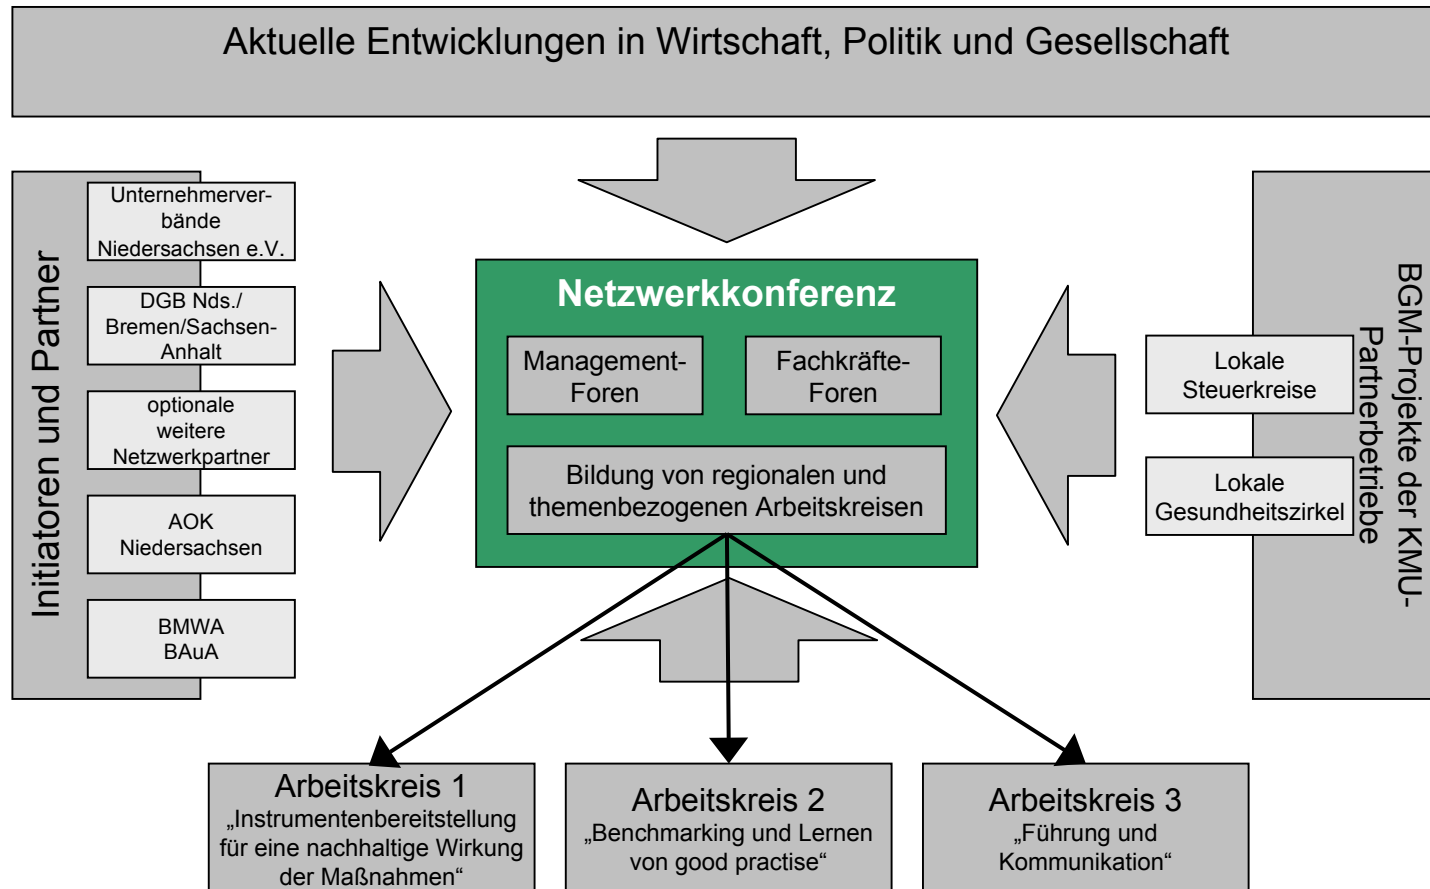 Aktuelle Entwicklungen in Wirtschaft, Politik und Gesellschaft
Initiatoren und Partner
Unternehmerver-
bände
Niedersachsen e.V.
DGB Nds./
Bremen/Sachsen-
Anhalt
optionale
weitere
Netzwerkpartner
AOK
Niedersachsen
BMWA
BAuA
Netzwerkkonferenz
Management-
Foren
Fachkräfte-
Foren
Bildung von regionalen und
themenbezogenen Arbeitskreisen
Lokale
Steuerkreise
Lokale
Gesundheitszirkel
BGM-Projekte der KMU-
Partnerbetriebe
Arbeitskreis 1
„Instrumentenbereitstellung
für eine nachhaltige Wirkung
der Maßnahmen“
Arbeitskreis 2
„Benchmarking und Lernen
von good practise“
Arbeitskreis 3
„Führung und
Kommunikation“